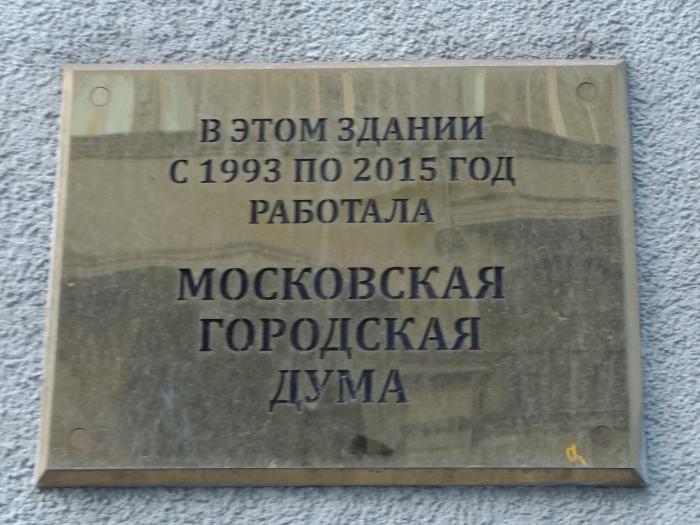 В ЭТОМ ЗДАНИИ
С 1993 ПО 2015 ГОД
РАБОТАЛА
МОСКОВСКАЯ
ГОРОДСКАЯ
ДУМА